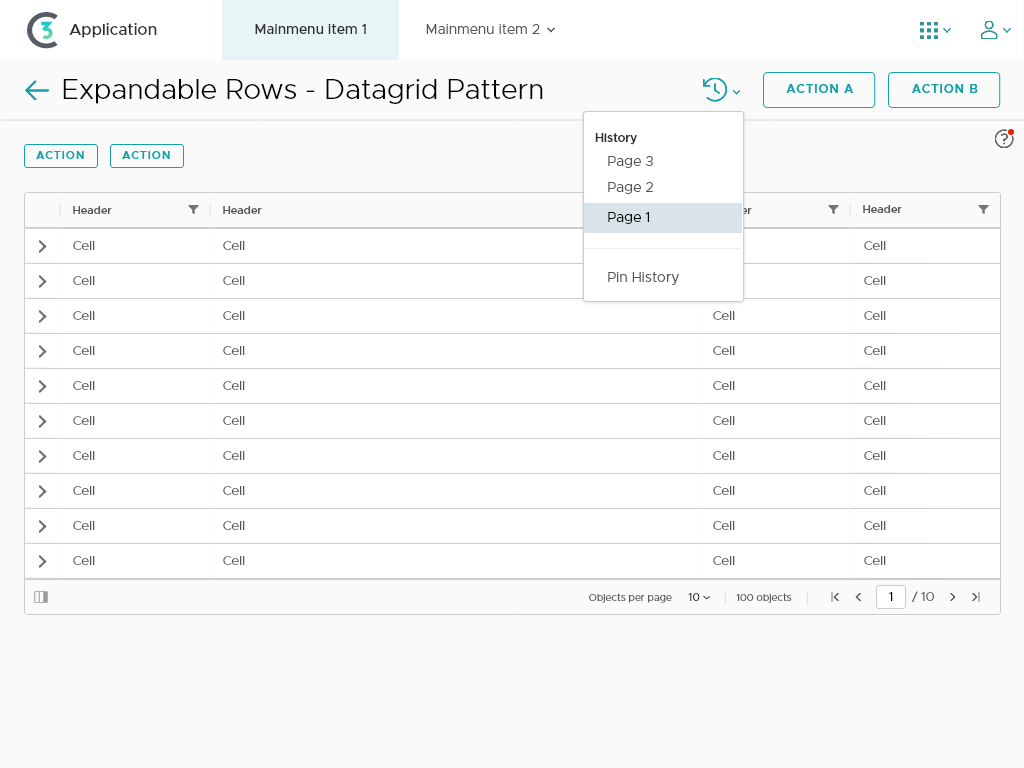 Application
Mainmenu item 1
Mainmenu item 2
Expandable Rows - Datagrid Pattern
ACTION A
ACTION B
History
Page 3
Page 2
Page 1
Pin History
ACTION
ACTION
Header Header er Header
Cell Cell Cell
Cell Cell Cell
Cell Cell Cell Cell
Cell Cell Cell Cell
Cell Cell Cell Cell
Cell Cell Cell Cell
Cell Cell Cell Cell
Cell Cell Cell Cell
Cell Cell Cell Cell
Cell Cell Cell Cell
Objects per page 10 100 objects 1 / 10